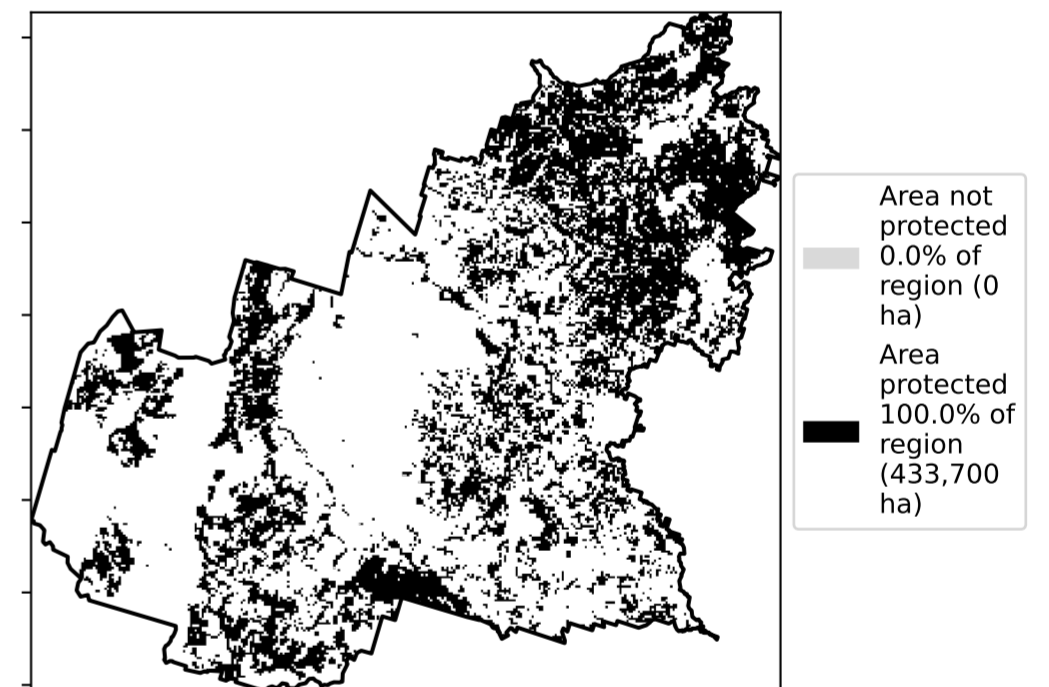 Area not
protected
0.0% of
region (0
ha)
Area
protected
100.0% of
region
(433,700
ha)